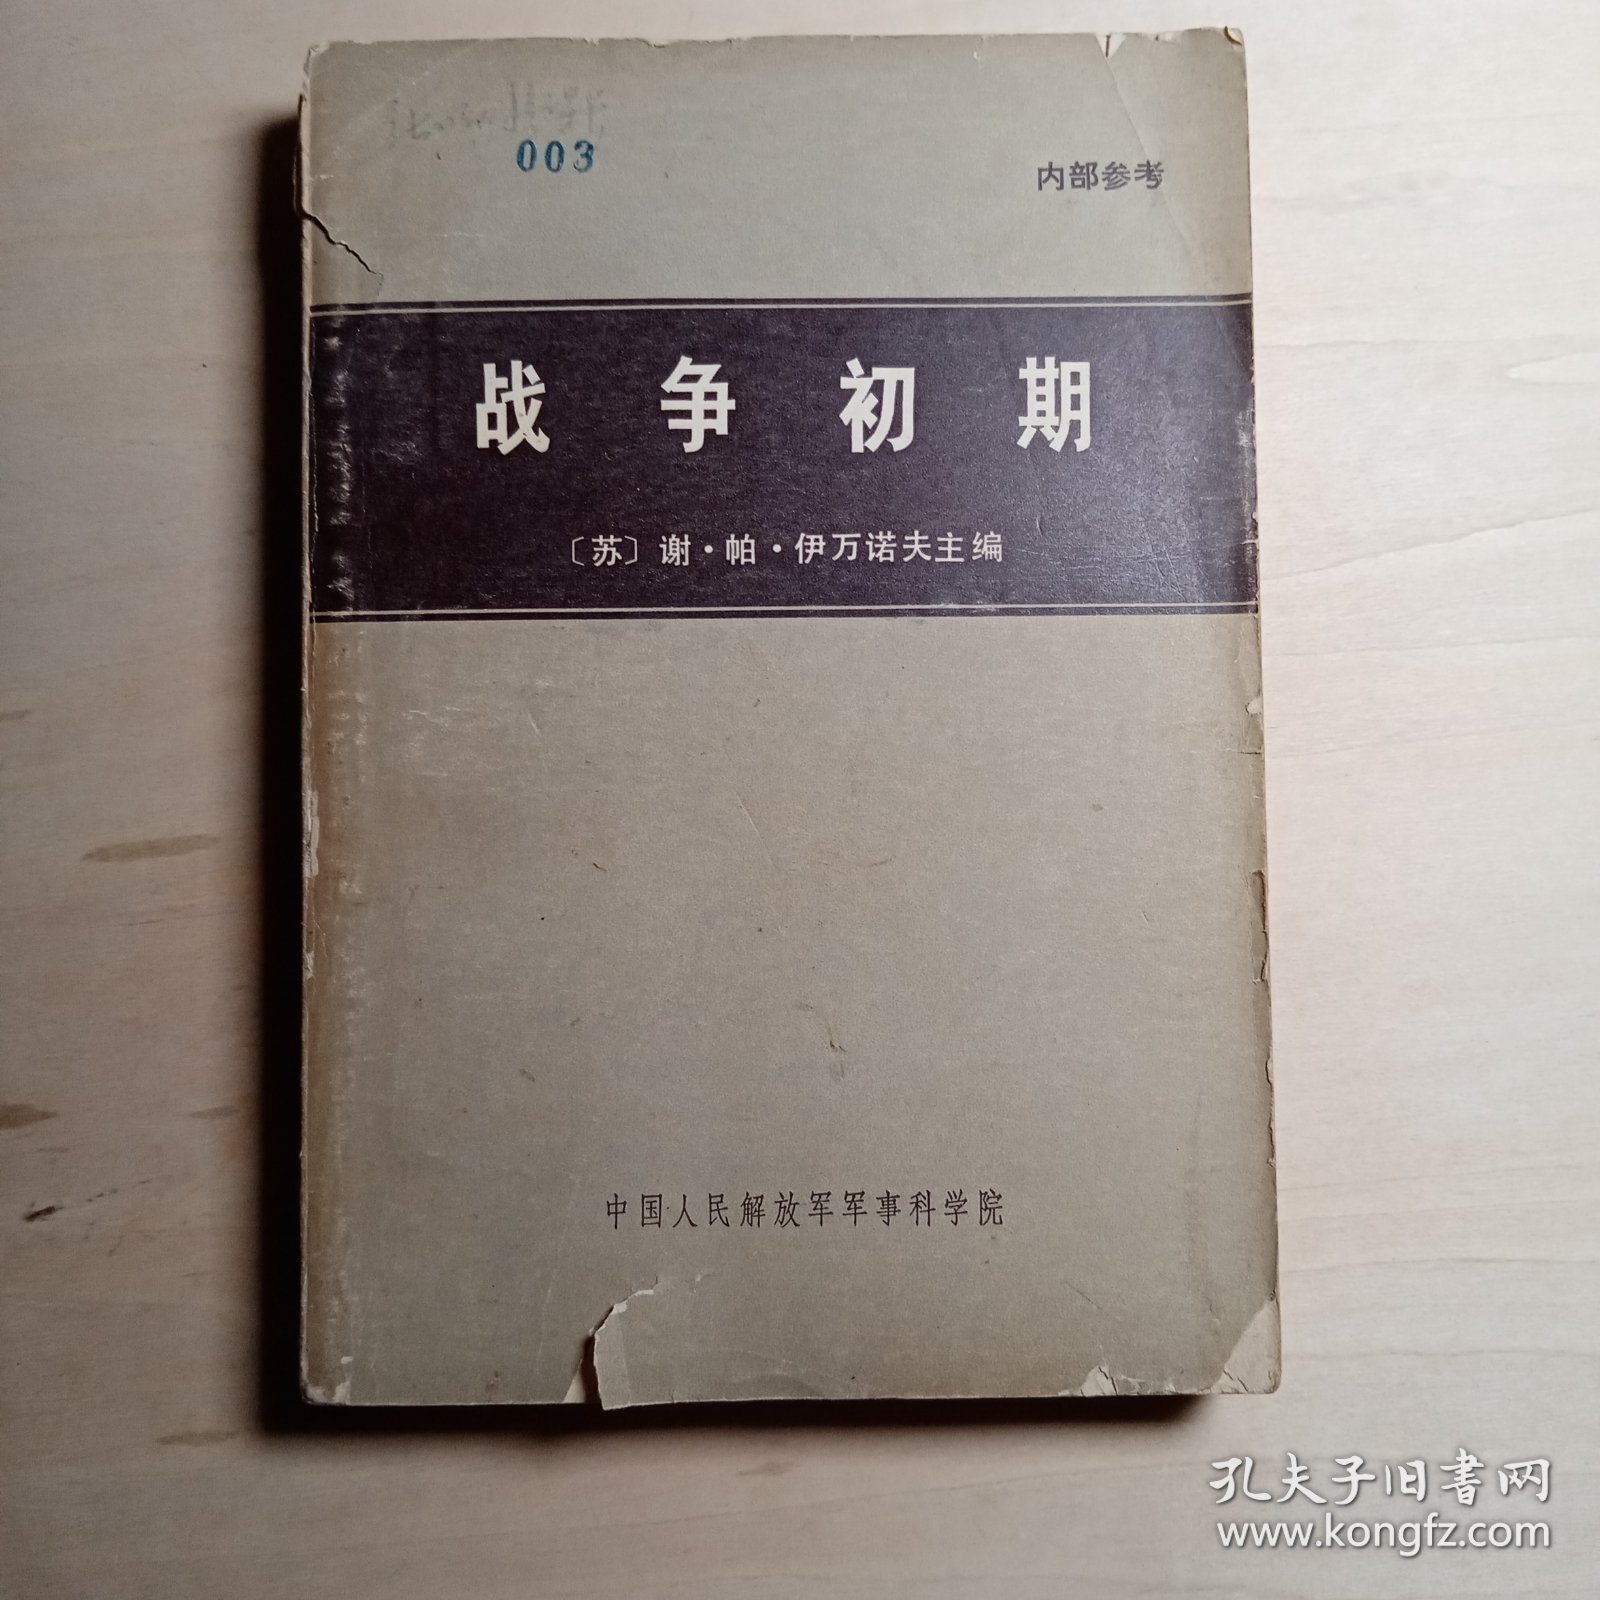 003
内部参考
战争初期
〔苏〕谢·帕·伊万诺夫主编
中国人民解放军军事科学院
孔夫子旧书网
www.kongfz.com